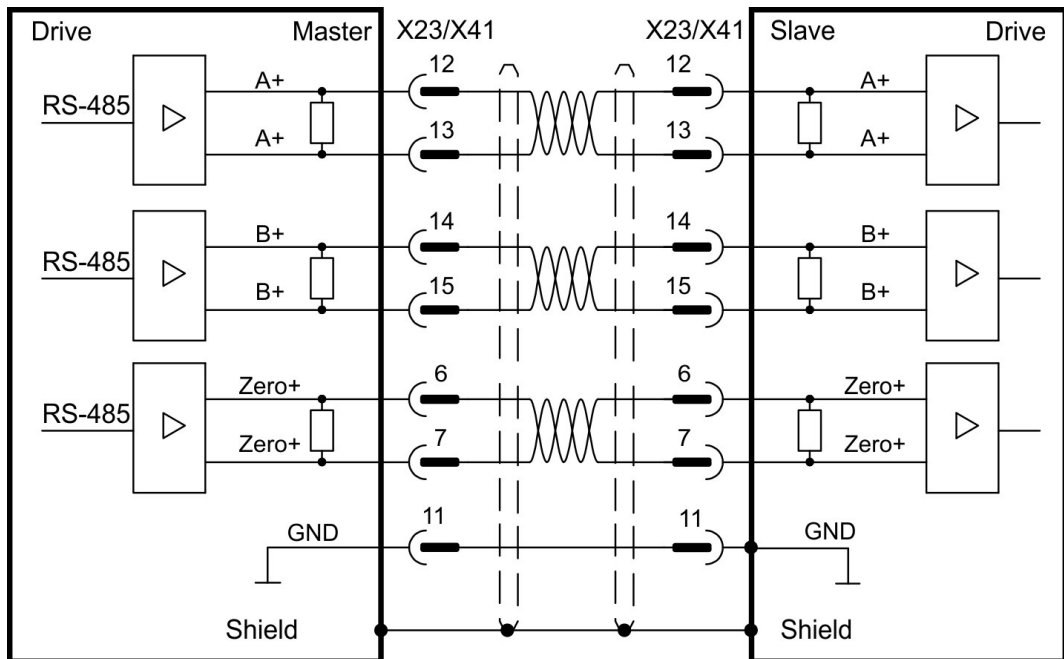 Drive Master X23/X41 X23/X41 Slave Drive
12 12
A+ A+
RS-485
13 13
A+ A+
14 14
B+ B+
RS-485
15 15
B+ B+
6 6
Zero+ Zero+
RS-485
7 7
Zero+ Zero+
11 11
GND GND
Shield Shield